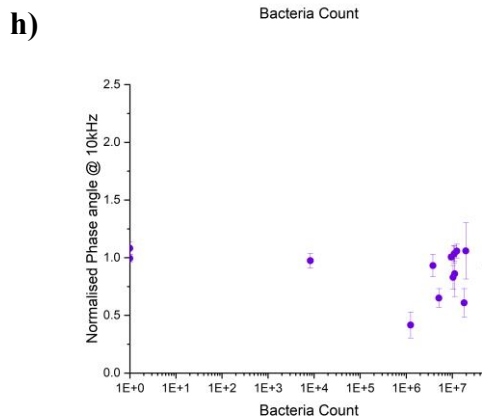 Bacteria Count
h)
2.5
2.0
1.5
1.0
0.5
0.0
Normalised Phase angle @ 10kHz
1E+0 1E+1 1E+2 1E+3 1E+4 1E+5 1E+6 1E+7
Bacteria Count